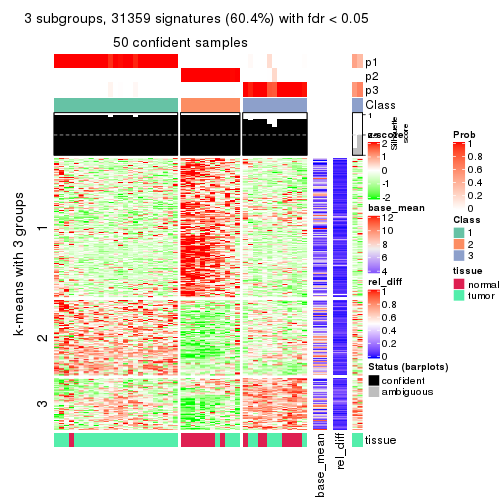 3 subgroups, 31359 signatures (60.4%) with fdr < 0.05
50 confident samples
p1
p2
p3
Class
1
Silhouette
score
z-score
2
1
0
-1
-2
base_mean
12
10
8
6
4
rel_diff
1
0.8
0.6
0.4
0.2
0
Status (barplots)
confident
ambiguous
Prob
1
0.8
0.6
0.4
0.2
0
Class
1
2
3
tissue
normal
tumor
k-means with 3 groups
1
2
3
tissue
base_mean
rel_diff